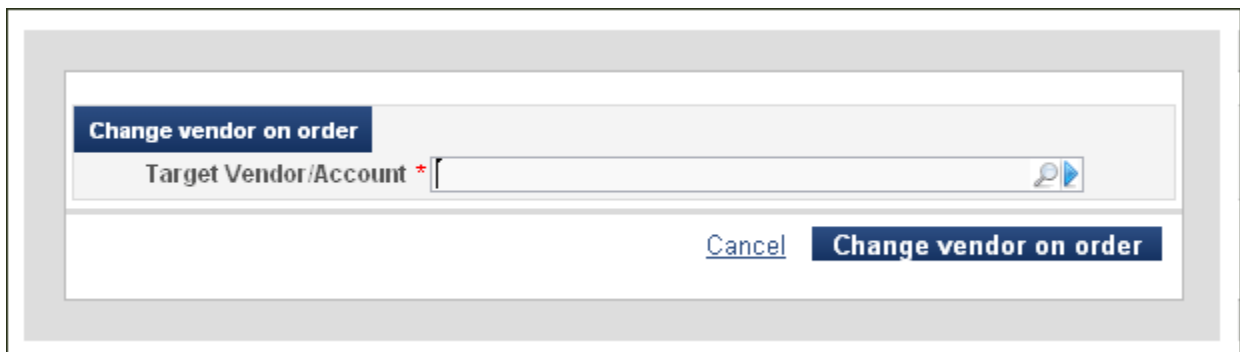 Change vendor on order
Target Vendor/Account *
Cancel Change vendor on order